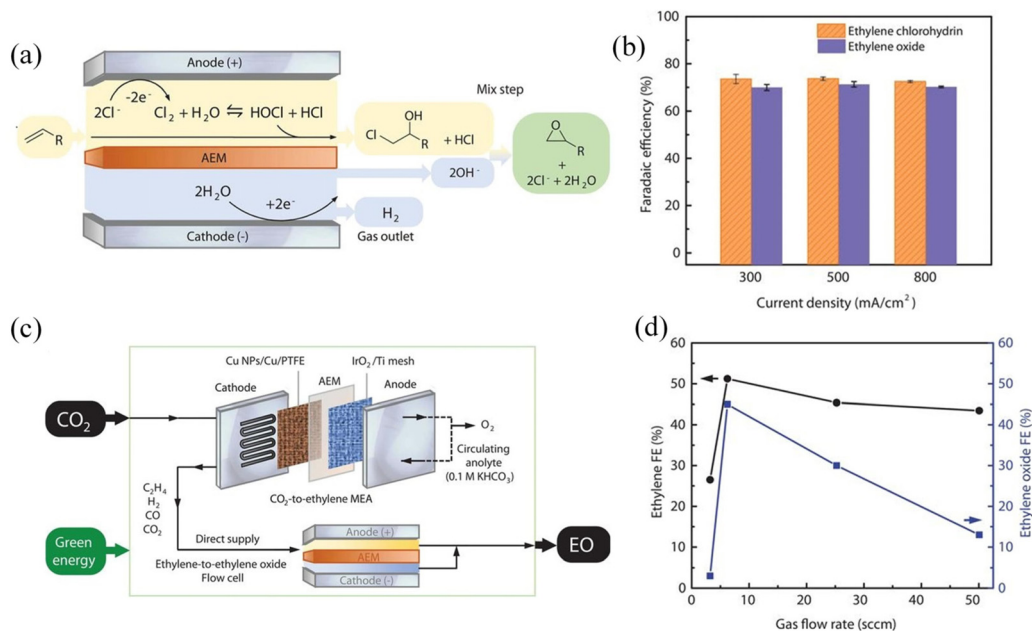 (a)
Anode (+)
-2e⁻
2Cl⁻ Cl₂ + H₂O ⇌ HOCl + HCl
R
AEM
2H₂O
+2e⁻
Cathode (-)
Cl OH R + HCl
2OH⁻
H₂
Gas outlet
Mix step
O
R
+
2Cl⁻ + 2H₂O
(b)
Ethylene chlorohydrin
Ethylene oxide
Faradaic efficiency (%)
100
80
60
40
20
0
300 500 800
Current density (mA/cm²)
(c)
Cu NPs/Cu/PTFE
IrO₂/Ti mesh
Cathode
AEM
Anode
CO₂
O₂
Circulating
anolyte
(0.1 M KHCO₃)
CO₂-to-ethylene MEA
C₂H₄
H₂
CO
CO₂
Green
energy
Direct supply
Ethylene-to-ethylene oxide
Flow cell
Anode (+)
AEM
Cathode (-)
EO
(d)
Ethylene FE (%)
60
50
40
30
20
10
0
0 10 20 30 40 50
Gas flow rate (sccm)
60
50
40
30
20
10
0
Ethylene oxide FE (%)